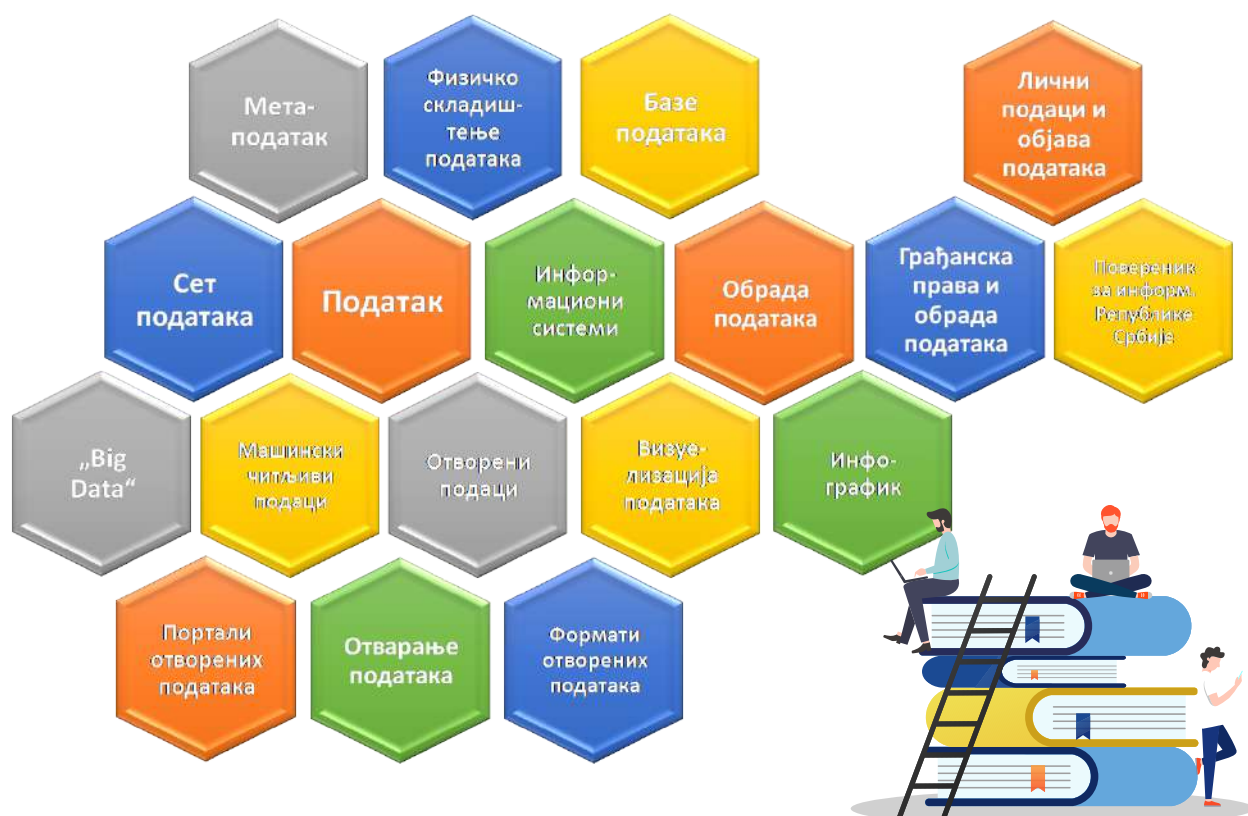 Мета-
податак
Физичко
складиш-
тење
података
Базе
података
Лични
подаци и
објава
података
Сет
података
Податак
Инфор-
мациони
системи
Обрада
података
Грађанска
права и
обрада
података
Повереник
за информ.
Републике
Србије
„Big
Data“
Машински
читљиви
подаци
Отворени
подаци
Визуе-
лизација
података
Инфо-
график
Портали
отворених
података
Отварање
података
Формати
отворених
података